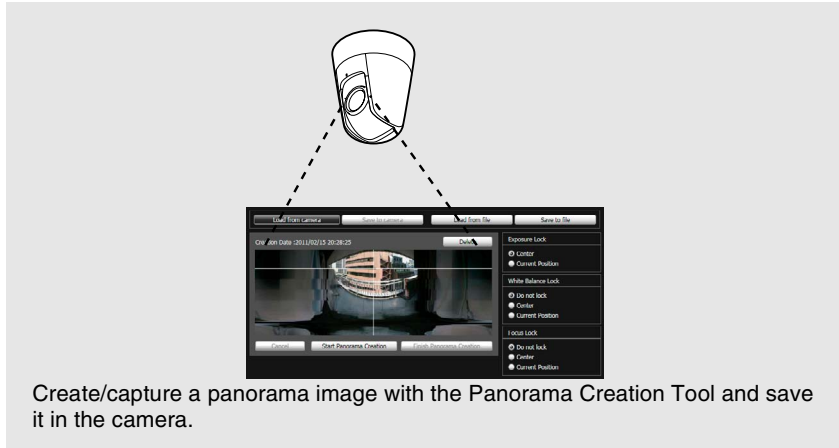 Load from camera Save to camera Load from file Save to file
Creation Date :2011/02/15 20:28:25 Delete
Exposure Lock
Center
Current Position
White Balance Lock
Do not lock
Center
Current Position
Focus Lock
Do not lock
Center
Current Position
Cancel Start Panorama Creation Finish Panorama Creation
Create/capture a panorama image with the Panorama Creation Tool and save
it in the camera.